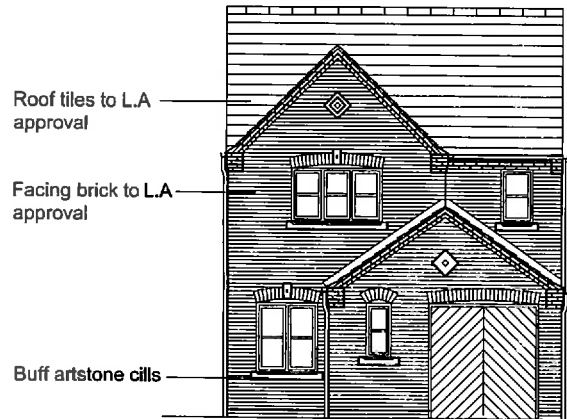 Roof tiles to L.A
approval
Facing brick to L.A
approval
Buff artstone cills